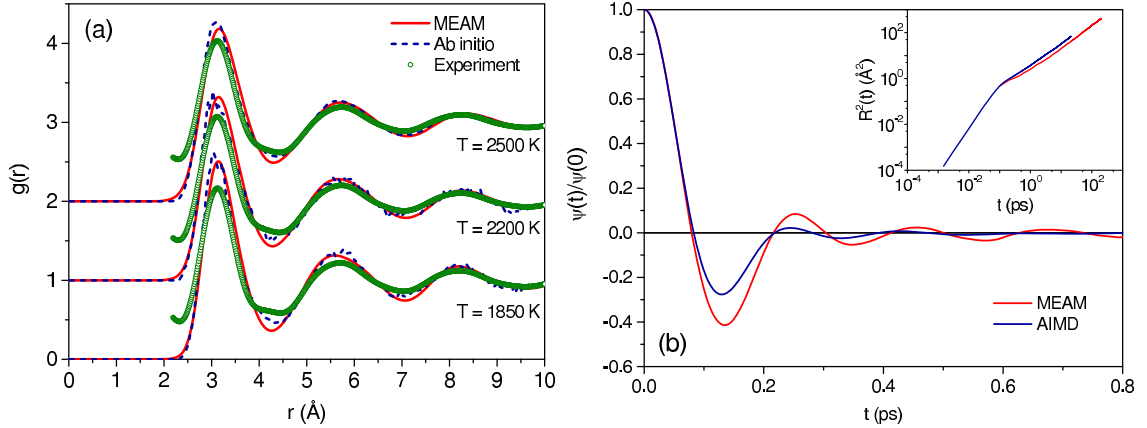 (a)
MEAM
Ab initio
Experiment
T = 2500 K
T = 2200 K
T = 1850 K
g(r)
4
3
2
1
0
0 1 2 3 4 5 6 7 8 9 10
r (Å)
ψ(t)/ψ(0)
1.0
0.8
0.6
0.4
0.2
0.0
-0.2
-0.4
-0.6
0.0 0.2 0.4 0.6 0.8
t (ps)
(b)
MEAM
AIMD
R²(t) (Å²)
10²
10⁰
10⁻²
10⁻⁴
10⁻⁴ 10⁻² 10⁰ 10²
t (ps)